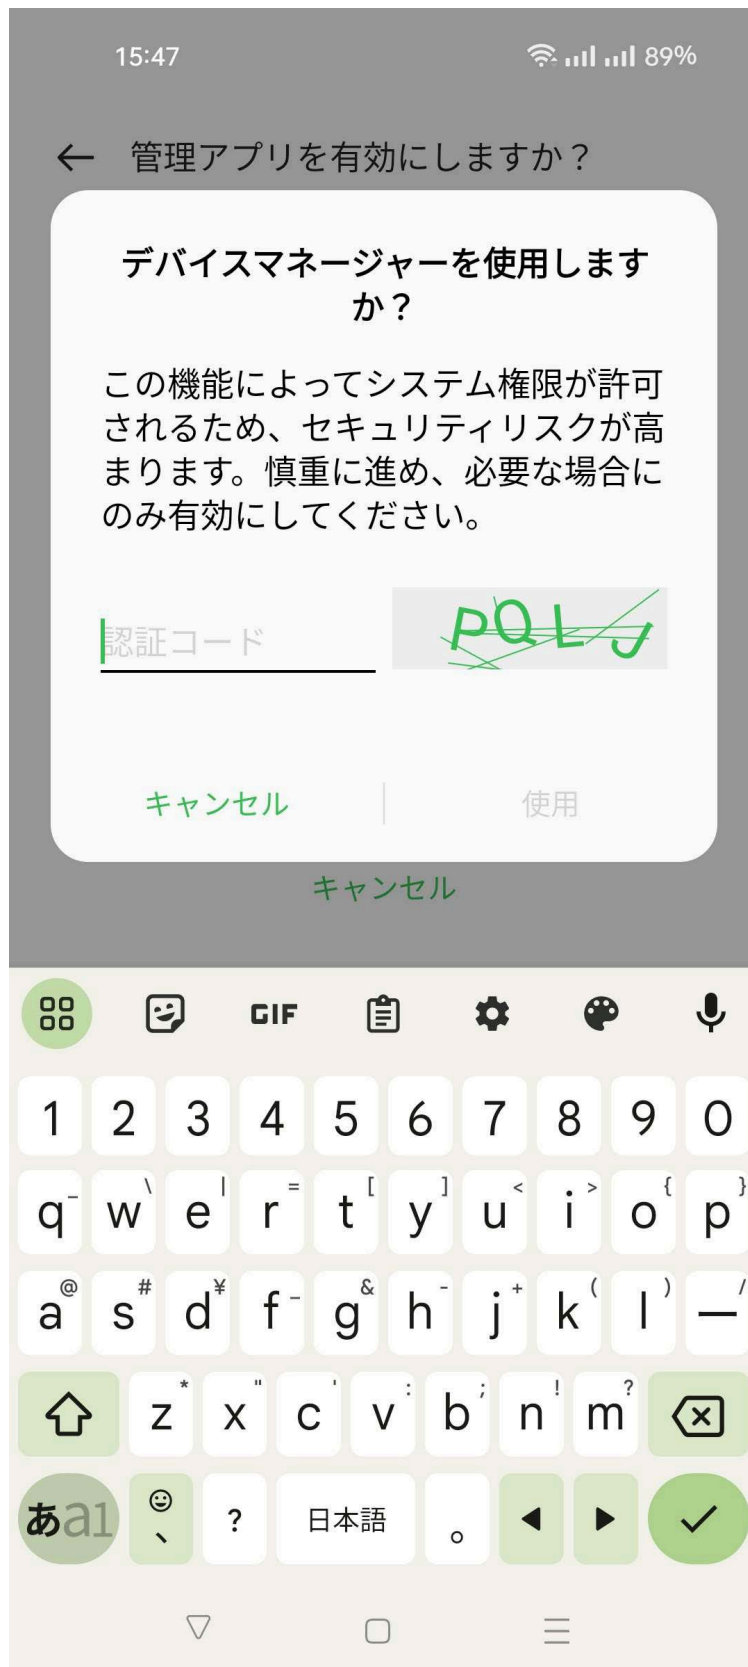 15:47
89%
管理アプリを有効にしますか？
デバイスマネージャーを使用します
か？
この機能によってシステム権限が許可
されるため、セキュリティリスクが高
まります。慎重に進め、必要な場合に
のみ有効にしてください。
認証コード
PQLJ
キャンセル
使用
キャンセル
GIF
1 2 3 4 5 6 7 8 9 0
q _ w \ e | r = t [ y ] u < i > o { p }
a @ s # d ¥ f _ g & h - j + k ( l ) ー /
z * x " c ' v : b ; n ! m ?
あa1 、 ? 日本語 。